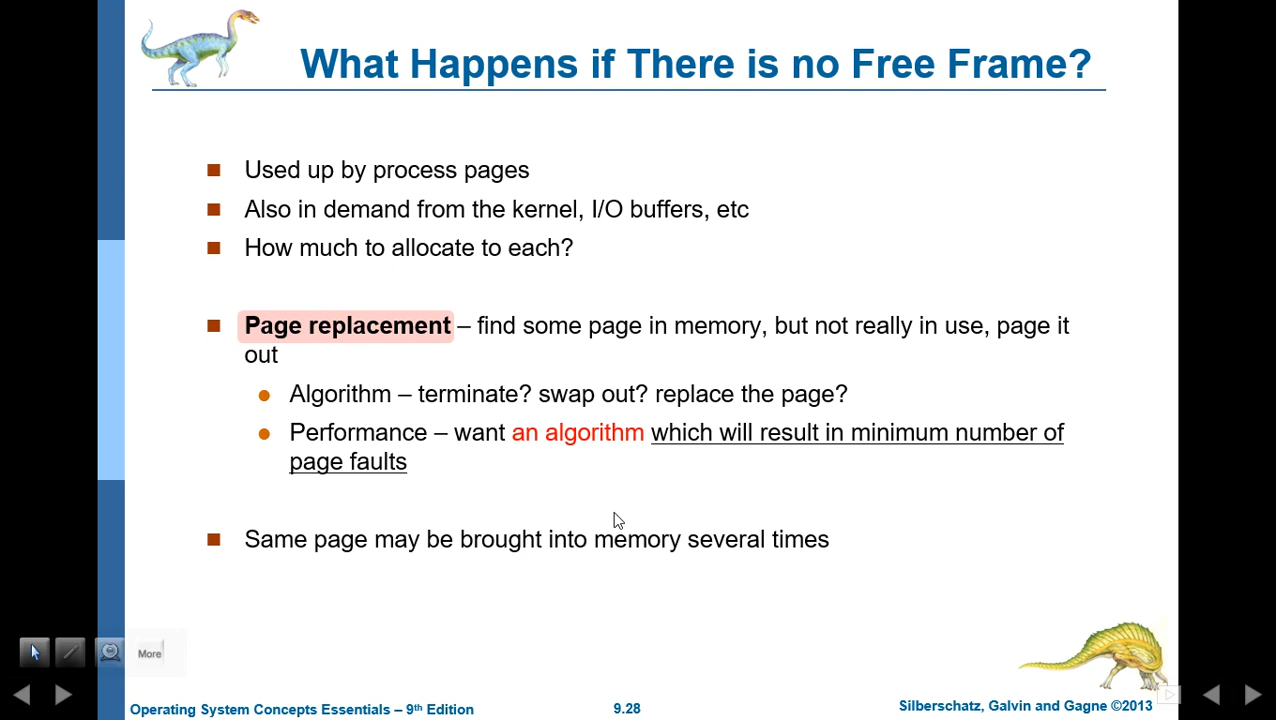 What Happens if There is no Free Frame?
Used up by process pages
Also in demand from the kernel, I/O buffers, etc
How much to allocate to each?
Page replacement – find some page in memory, but not really in use, page it
out
Algorithm – terminate? swap out? replace the page?
Performance – want an algorithm which will result in minimum number of
page faults
Same page may be brought into memory several times
More
Operating System Concepts Essentials – 9th Edition
9.28
Silberschatz, Galvin and Gagne ©2013